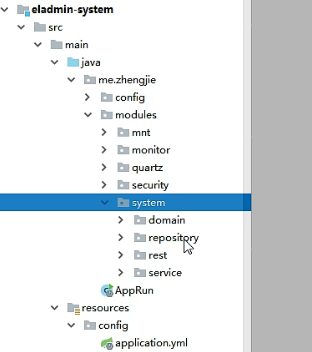 eladmin-system
src
main
java
me.zhengjie
config
modules
mnt
monitor
quartz
security
system
domain
repository
rest
service
AppRun
resources
config
application.yml